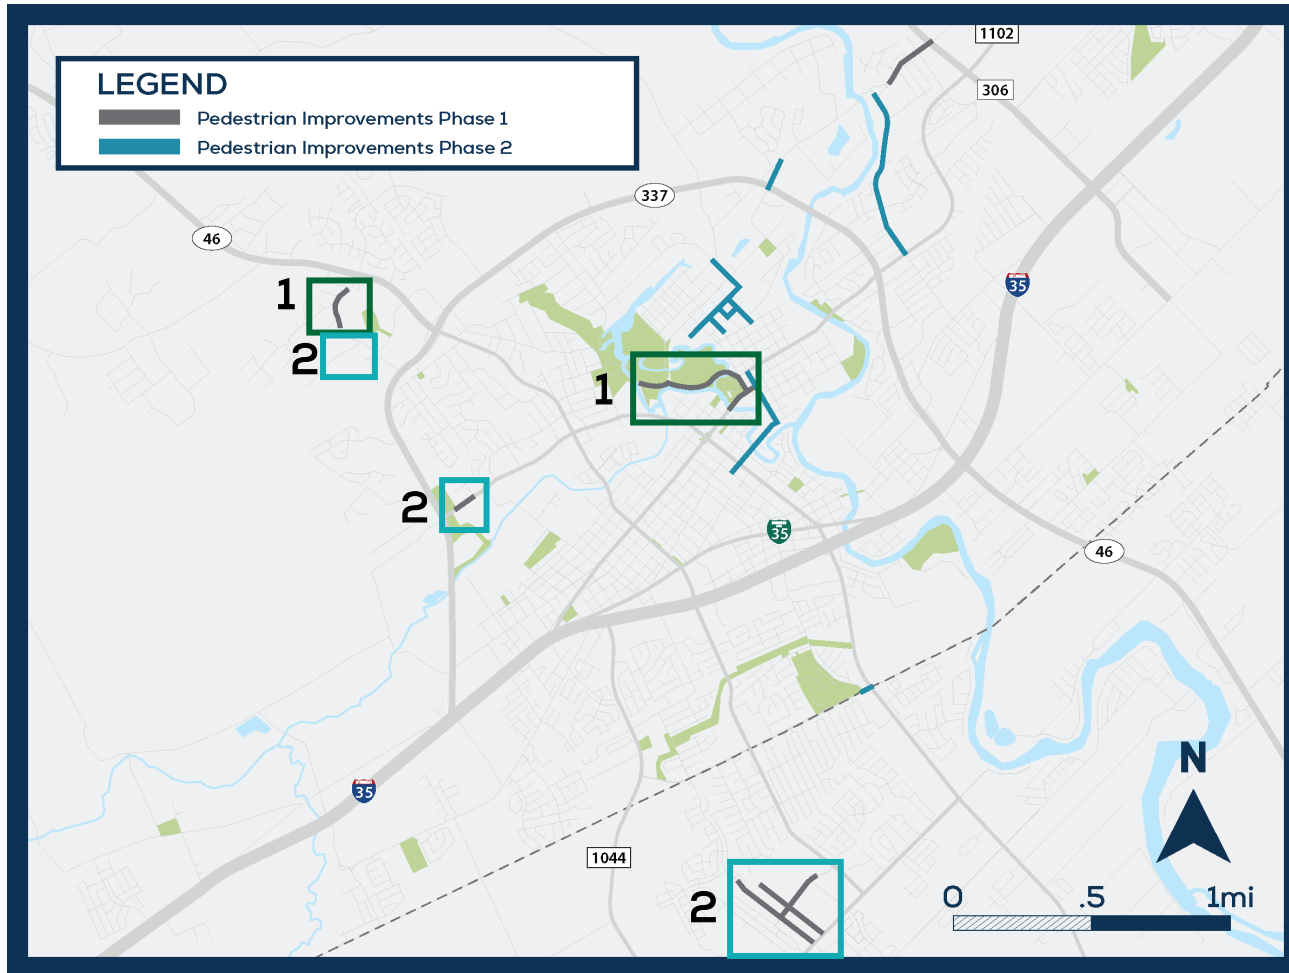 1102
LEGEND
Pedestrian Improvements Phase 1
Pedestrian Improvements Phase 2
306
337
46
35
1
2
1
2
35
46
N
35
1044
0 .5 1mi
2